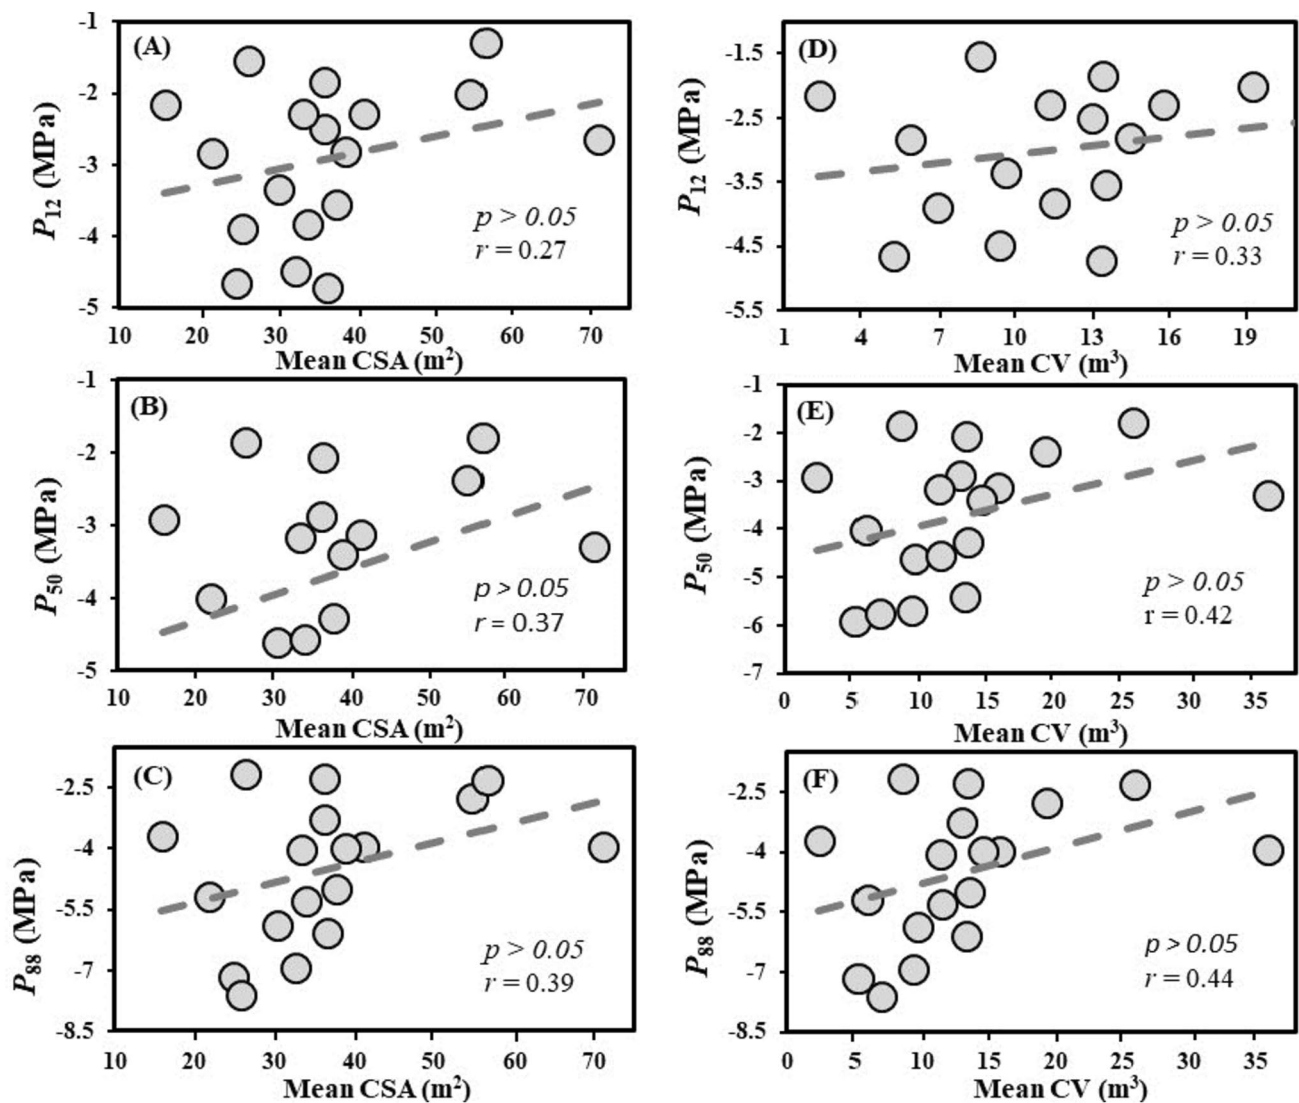 (A)
-1
-2
-3
-4
-5
P12 (MPa)
p > 0.05
r = 0.27
10 20 30 40 50 60 70
Mean CSA (m²)
(D)
-1.5
-2.5
-3.5
-4.5
-5.5
P12 (MPa)
p > 0.05
r = 0.33
1 4 7 10 13 16 19
Mean CV (m³)
(B)
-1
-2
-3
-4
-5
P50 (MPa)
p > 0.05
r = 0.37
10 20 30 40 50 60 70
Mean CSA (m²)
(E)
-1
-2
-3
-4
-5
-6
-7
P50 (MPa)
p > 0.05
r = 0.42
0 5 10 15 20 25 30 35
Mean CV (m³)
(C)
-2.5
-4
-5.5
-7
-8.5
P88 (MPa)
p > 0.05
r = 0.39
10 20 30 40 50 60 70
Mean CSA (m²)
(F)
-2.5
-4
-5.5
-7
-8.5
P88 (MPa)
p > 0.05
r = 0.44
0 5 10 15 20 25 30 35
Mean CV (m³)